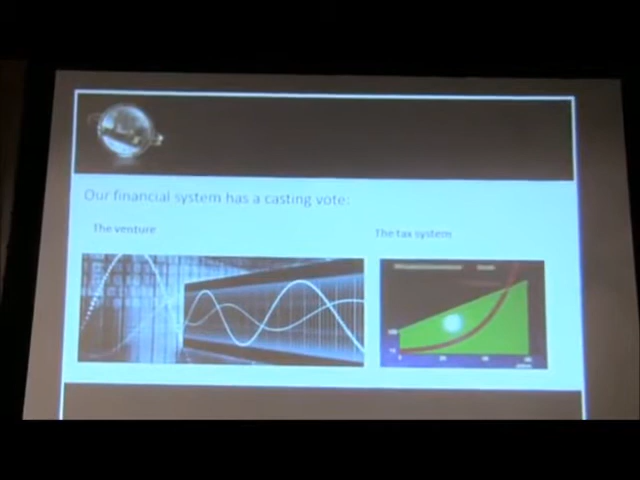 Our financial system has a casting vote:
The venture
The tax system